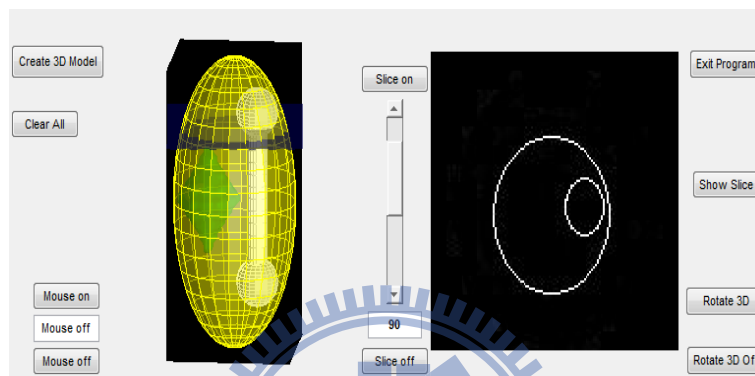 Create 3D Model
Clear All
Mouse on
Mouse off
Mouse off
Slice on
90
Slice off
Exit Program
Show Slice
Rotate 3D
Rotate 3D Of